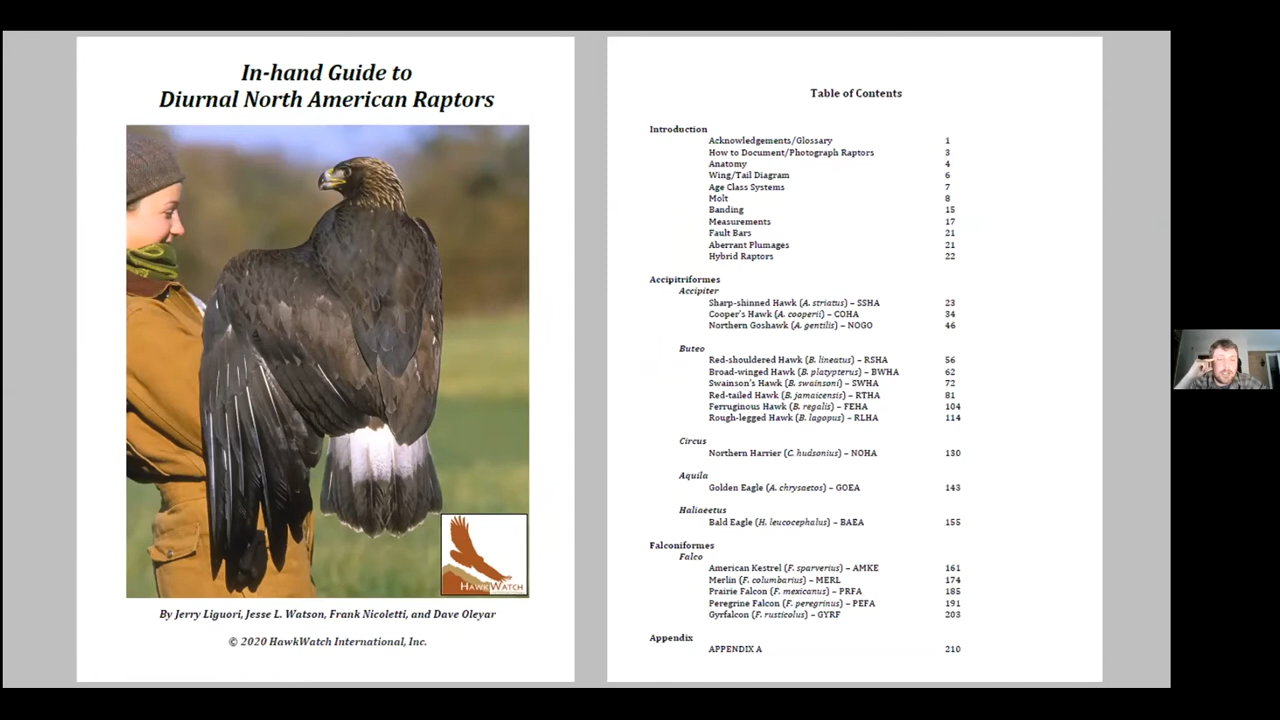 In-hand Guide to
Diurnal North American Raptors
HAWKWATCH
By Jerry Liguori, Jesse L. Watson, Frank Nicoletti, and Dave Oleyar
© 2020 HawkWatch International, Inc.
Table of Contents
Introduction
Acknowledgements/Glossary 1
How to Document/Photograph Raptors 3
Anatomy 4
Wing/Tail Diagram 6
Age Class Systems 7
Molt 8
Banding 15
Measurements 17
Fault Bars 21
Aberrant Plumages 21
Hybrid Raptors 22
Accipitriformes
Accipiter
Sharp-shinned Hawk (A. striatus) – SSHA 23
Cooper's Hawk (A. cooperii) – COHA 34
Northern Goshawk (A. gentilis) – NOGO 46
Buteo
Red-shouldered Hawk (B. lineatus) – RSHA 56
Broad-winged Hawk (B. platypterus) – BWHA 62
Swainson's Hawk (B. swainsoni) – SWHA 72
Red-tailed Hawk (B. jamaicensis) – RTHA 81
Ferruginous Hawk (B. regalis) – FEHA 104
Rough-legged Hawk (B. lagopus) – RLHA 114
Circus
Northern Harrier (C. hudsonius) – NOHA 130
Aquila
Golden Eagle (A. chrysaetos) – GOEA 143
Haliaeetus
Bald Eagle (H. leucocephalus) – BAEA 155
Falconiformes
Falco
American Kestrel (F. sparverius) – AMKE 161
Merlin (F. columbarius) – MERL 174
Prairie Falcon (F. mexicanus) – PRFA 185
Peregrine Falcon (F. peregrinus) – PEFA 191
Gyrfalcon (F. rusticolus) – GYRF 203
Appendix
APPENDIX A 210